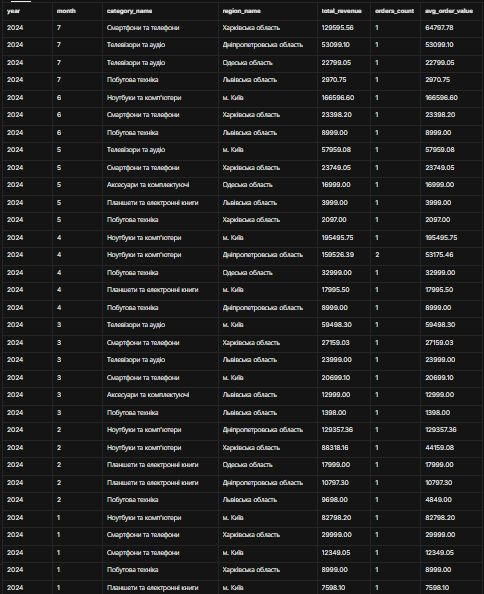 year month category_name region_name total_revenue orders_count avg_order_value
2024 7 Смартфони та телефони Харківська область 129595.56 1 64797.78
2024 7 Телевізори та аудіо Дніпропетровська область 53099.10 1 53099.10
2024 7 Телевізори та аудіо Одеська область 22799.05 1 22799.05
2024 7 Побутова техніка Львівська область 2970.75 1 2970.75
2024 6 Ноутбуки та комп'ютери м. Київ 166596.60 1 166596.60
2024 6 Смартфони та телефони Харківська область 23398.20 1 23398.20
2024 6 Побутова техніка Львівська область 8999.00 1 8999.00
2024 5 Телевізори та аудіо м. Київ 57959.08 1 57959.08
2024 5 Смартфони та телефони Харківська область 23749.05 1 23749.05
2024 5 Аксесуари та комплектуючі Одеська область 16999.00 1 16999.00
2024 5 Планшети та електронні книги Львівська область 3999.00 1 3999.00
2024 5 Побутова техніка Харківська область 2097.00 1 2097.00
2024 4 Ноутбуки та комп'ютери м. Київ 195495.75 1 195495.75
2024 4 Ноутбуки та комп'ютери Дніпропетровська область 159526.39 2 53175.46
2024 4 Побутова техніка Одеська область 32999.00 1 32999.00
2024 4 Планшети та електронні книги м. Київ 17995.50 1 17995.50
2024 4 Побутова техніка Дніпропетровська область 8999.00 1 8999.00
2024 3 Телевізори та аудіо м. Київ 59498.30 1 59498.30
2024 3 Смартфони та телефони Харківська область 27159.03 1 27159.03
2024 3 Телевізори та аудіо Львівська область 23999.00 1 23999.00
2024 3 Смартфони та телефони м. Київ 20699.10 1 20699.10
2024 3 Аксесуари та комплектуючі Львівська область 12999.00 1 12999.00
2024 3 Побутова техніка Львівська область 1398.00 1 1398.00
2024 2 Ноутбуки та комп'ютери Дніпропетровська область 129357.36 1 129357.36
2024 2 Ноутбуки та комп'ютери Харківська область 88318.16 1 44159.08
2024 2 Планшети та електронні книги Одеська область 17999.00 1 17999.00
2024 2 Планшети та електронні книги Дніпропетровська область 10797.30 1 10797.30
2024 2 Побутова техніка Львівська область 9698.00 1 4849.00
2024 1 Ноутбуки та комп'ютери м. Київ 82798.20 1 82798.20
2024 1 Смартфони та телефони Харківська область 29999.00 1 29999.00
2024 1 Смартфони та телефони м. Київ 12349.05 1 12349.05
2024 1 Побутова техніка Харківська область 8999.00 1 8999.00
2024 1 Планшети та електронні книги м. Київ 7598.10 1 7598.10